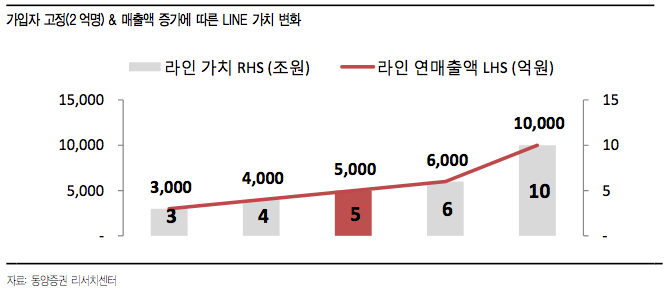 가입자 고정(2 억명) & 매출액 증가에 따른 LINE 가치 변화
라인 가치 RHS (조원) 라인 연매출액 LHS (억원)
15,000 15
10,000 10,000 10
3,000 4,000 5,000 6,000
5,000 3 4 5 6 10 5
- -
자료: 동양증권 리서치센터